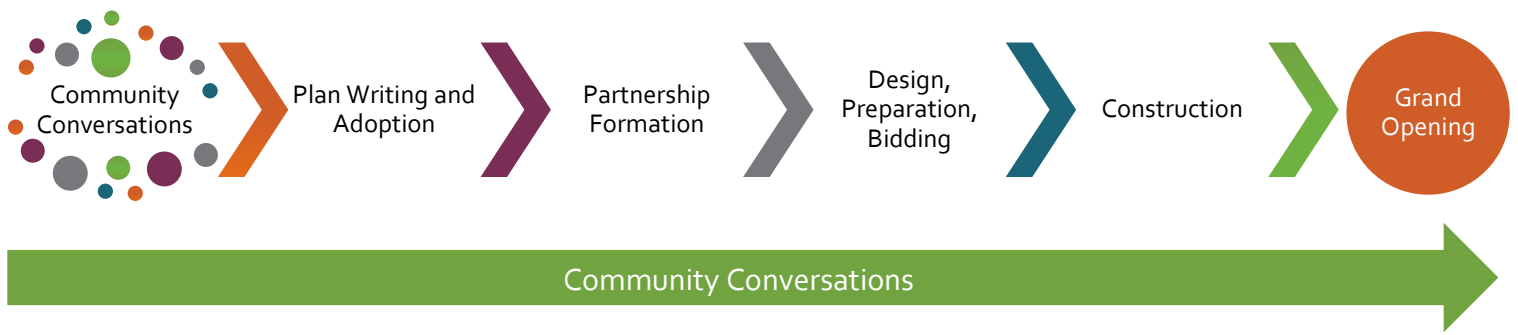 Community
Conversations
Plan Writing and
Adoption
Partnership
Formation
Design,
Preparation,
Bidding
Construction
Grand
Opening
Community Conversations